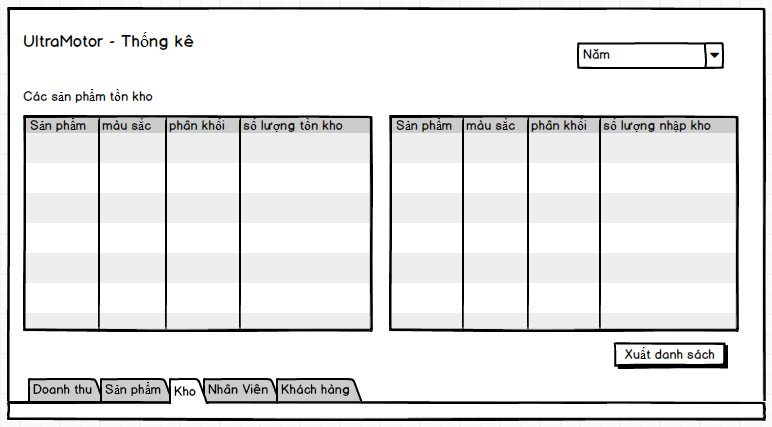 UltraMotor - Thống kê
Năm
Các sản phẩm tồn kho
Sản phẩm màu sắc phân khối số lượng tồn kho
Sản phẩm màu sắc phân khối số lượng nhập kho
Xuất danh sách
Doanh thu Sản phẩm Kho Nhân Viên Khách hàng